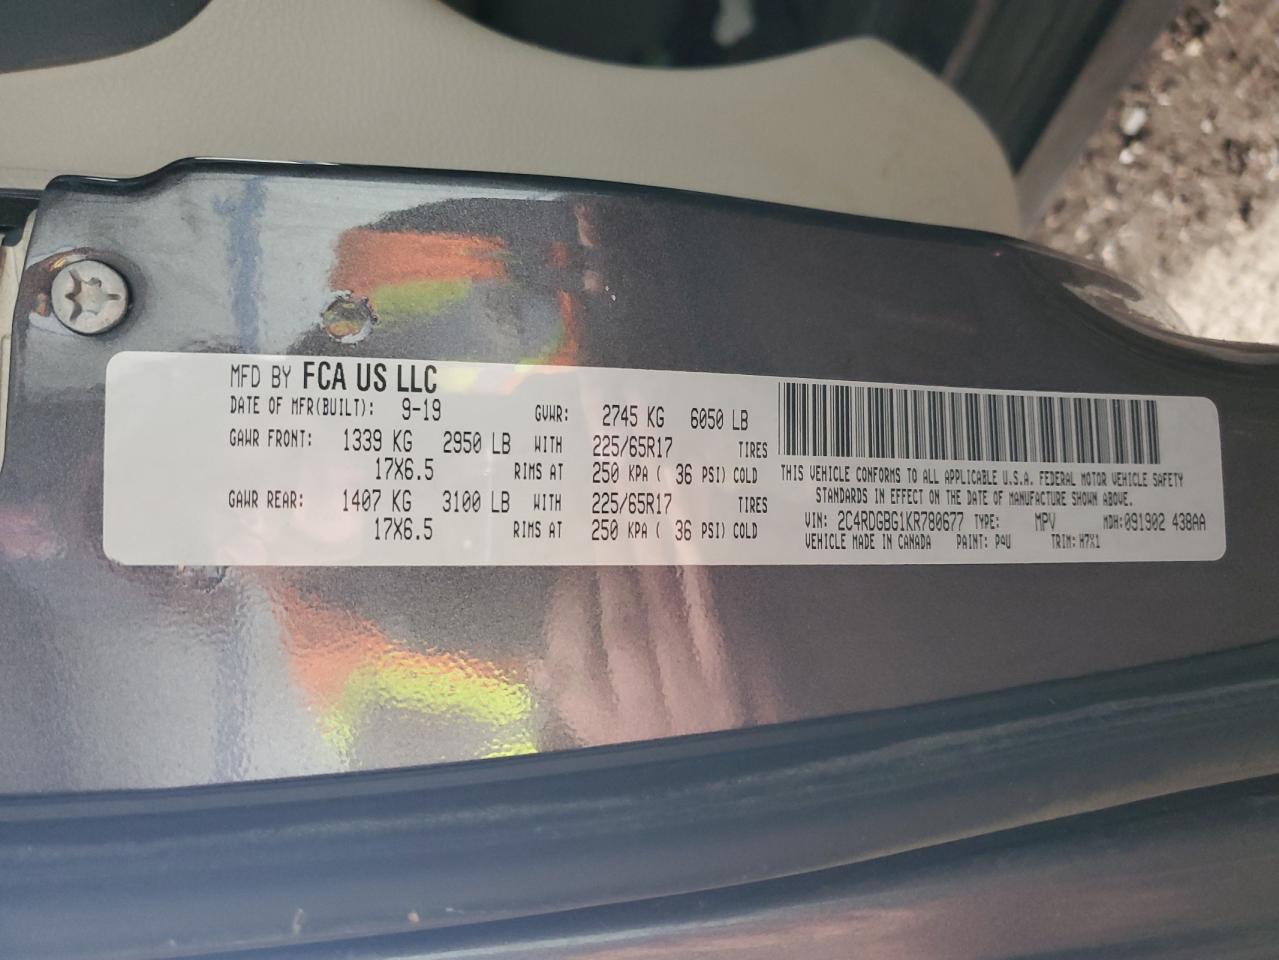 MFD BY FCA US LLC
DATE OF MFR(BUILT): 9-19 GVWR: 2745 KG 6050 LB
GAWR FRONT: 1339 KG 2950 LB WITH 225/65R17 TIRES
17X6.5 RIMS AT 250 KPA ( 36 PSI) COLD
GAWR REAR: 1407 KG 3100 LB WITH 225/65R17 TIRES
17X6.5 RIMS AT 250 KPA ( 36 PSI) COLD
THIS VEHICLE CONFORMS TO ALL APPLICABLE U.S.A. FEDERAL MOTOR VEHICLE SAFETY
STANDARDS IN EFFECT ON THE DATE OF MANUFACTURE SHOWN ABOVE.
VIN: 2C4RDGBG1KR780677 TYPE: MPV MDH:091902 438AA
VEHICLE MADE IN CANADA PAINT: PAU TRIM: H7X1